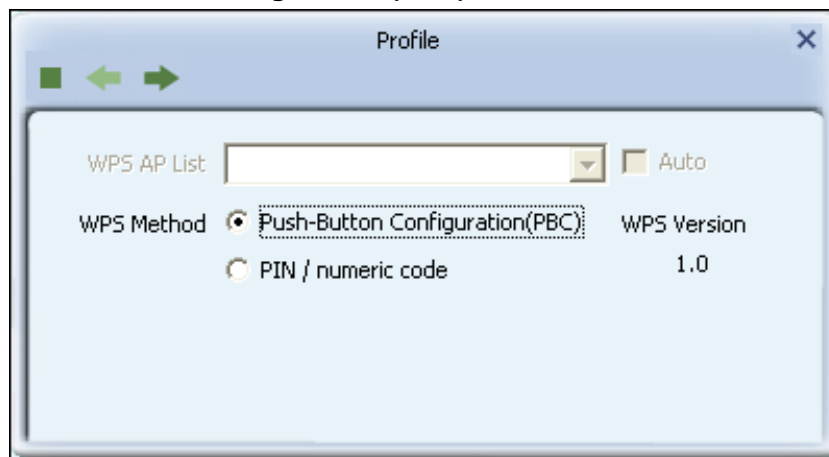 Profile
WPS AP List
Auto
WPS Method
Push-Button Configuration(PBC)
WPS Version
PIN / numeric code
1.0